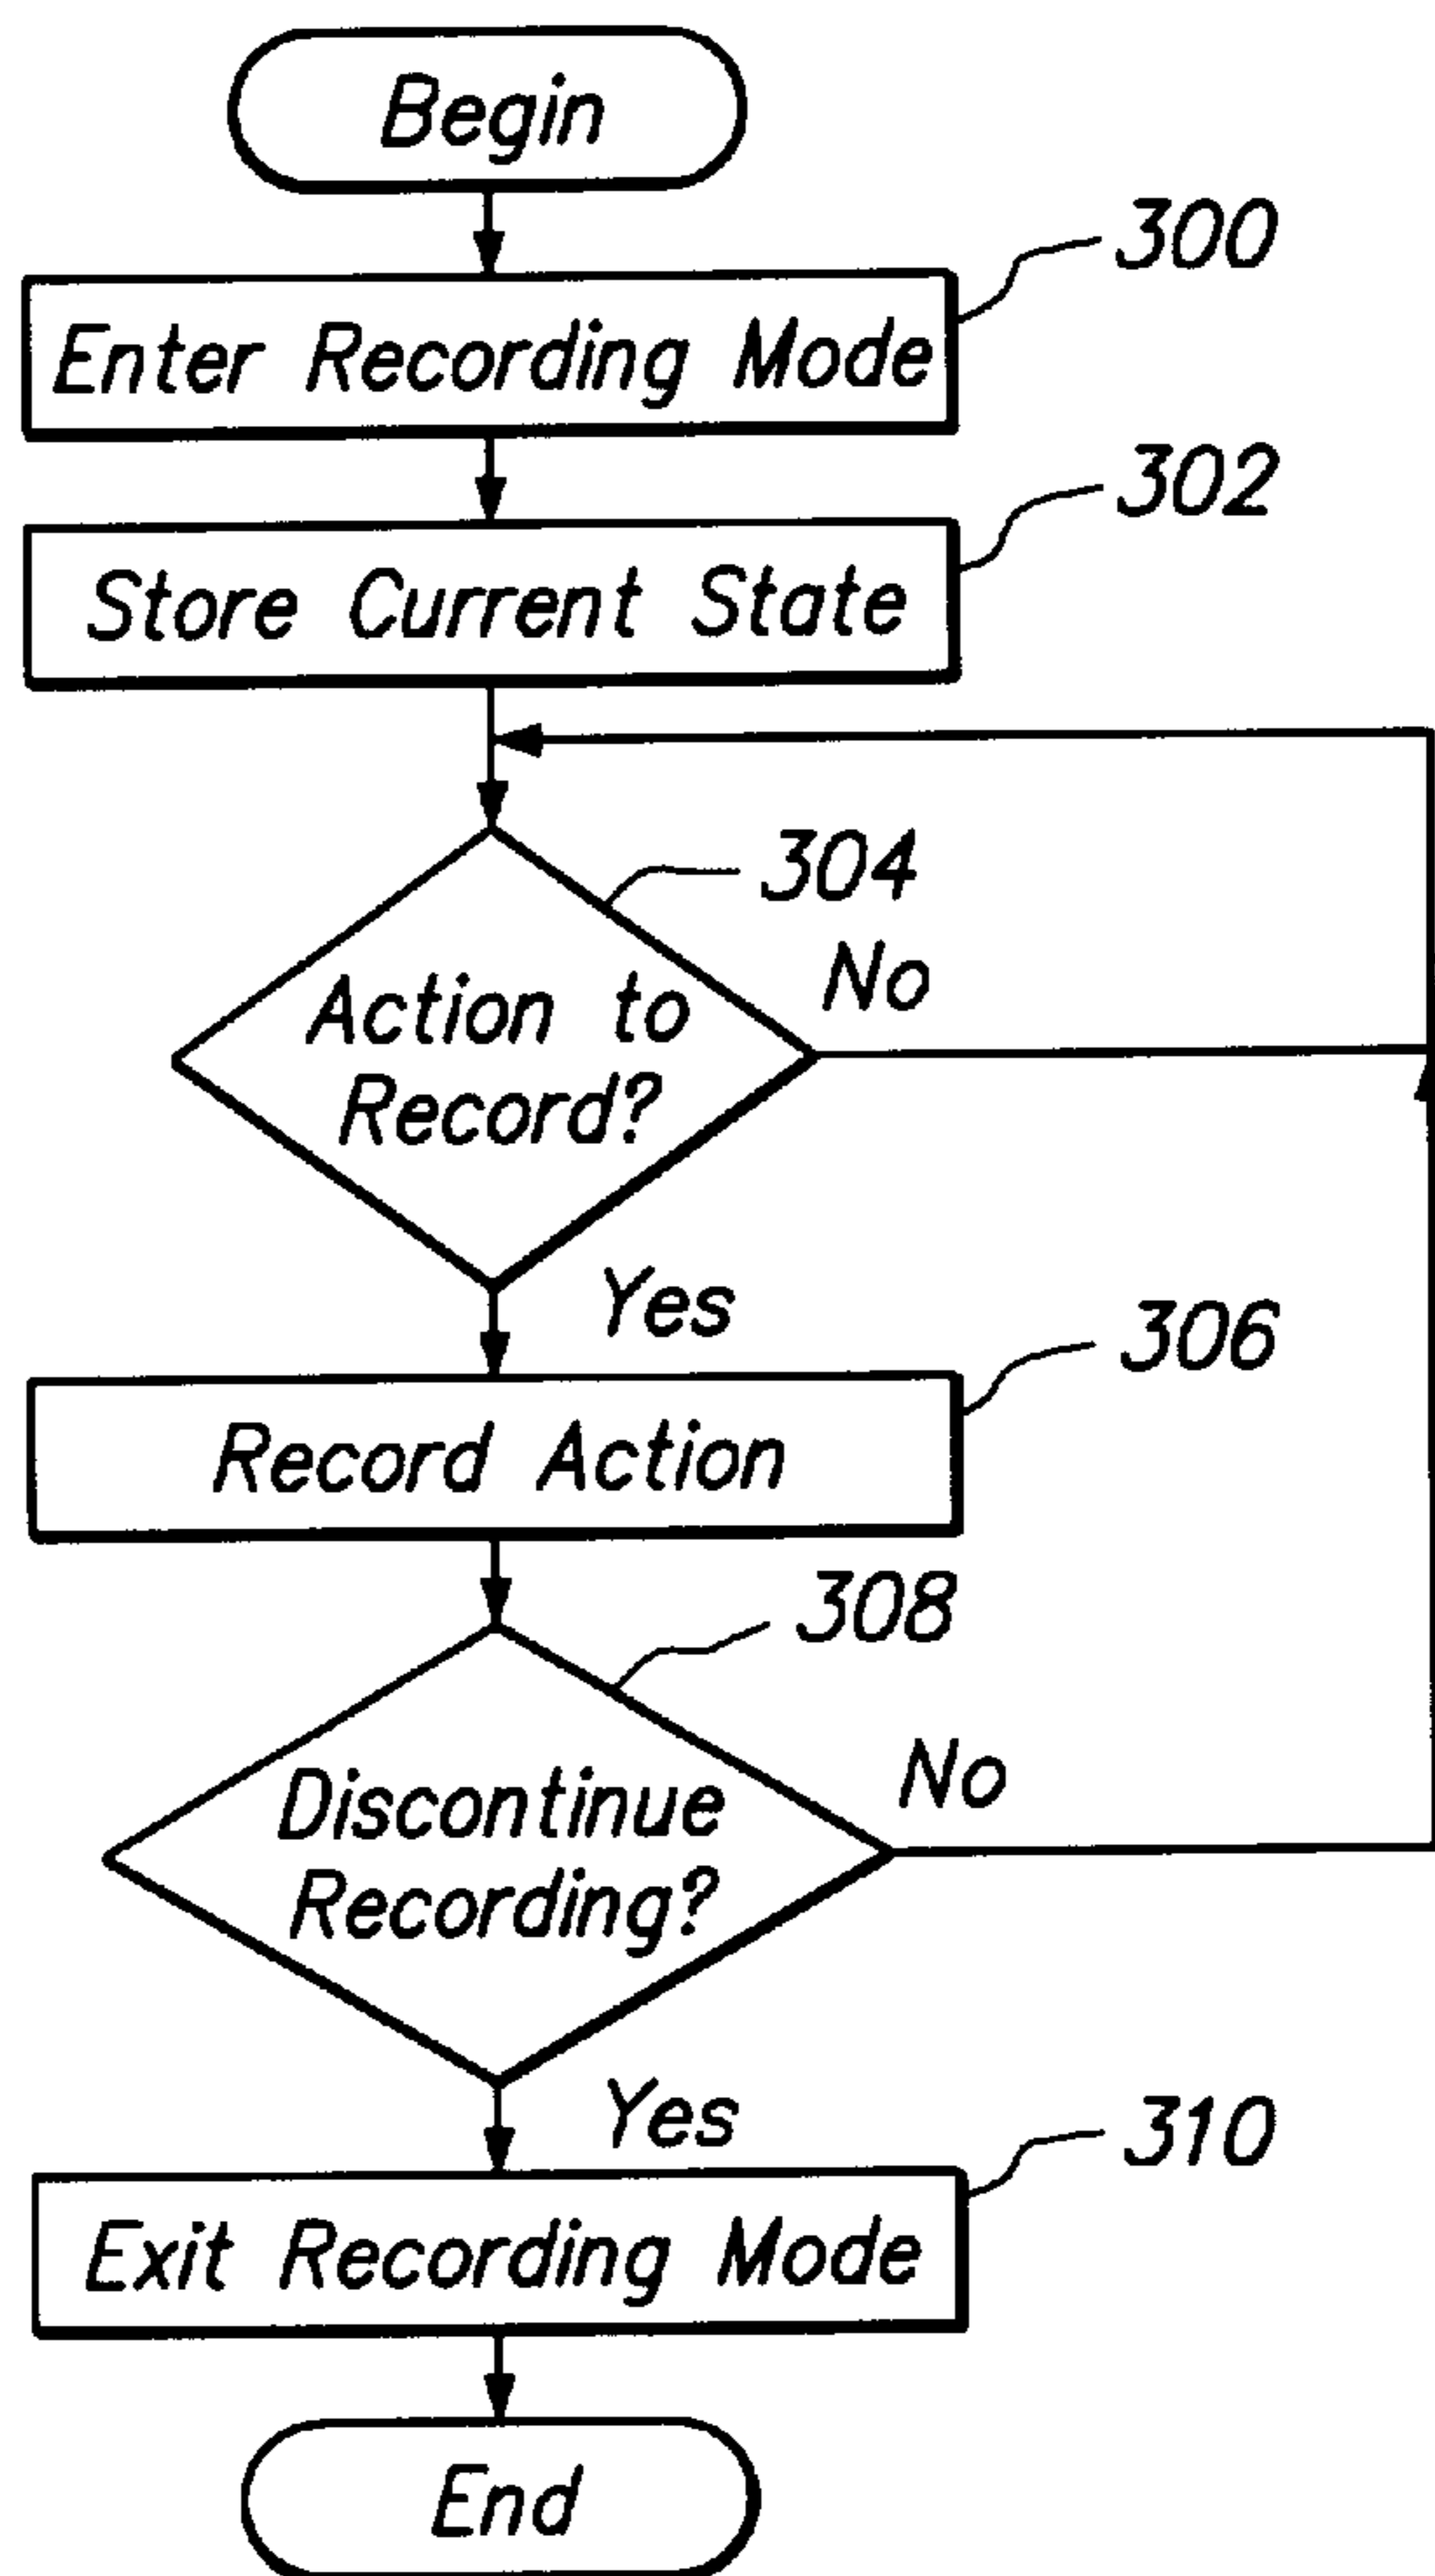 Begin
300
Enter Recording Mode
302
Store Current State
304
No
Action to
Record?
Yes
306
Record Action
308
No
Discontinue
Recording?
Yes
310
Exit Recording Mode
End